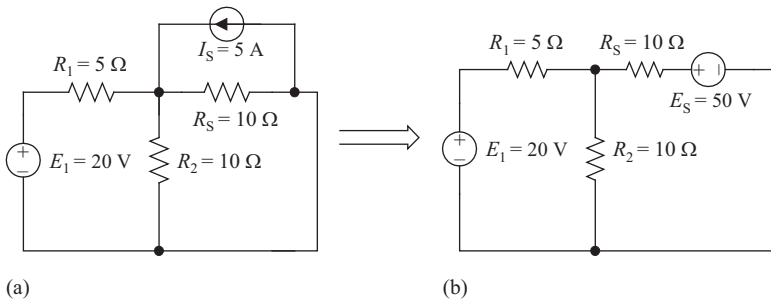 I_S = 5 A
R_1 = 5 Ω
R_S = 10 Ω
E_1 = 20 V
R_2 = 10 Ω
(a)
R_1 = 5 Ω
R_S = 10 Ω
E_S = 50 V
E_1 = 20 V
R_2 = 10 Ω
(b)